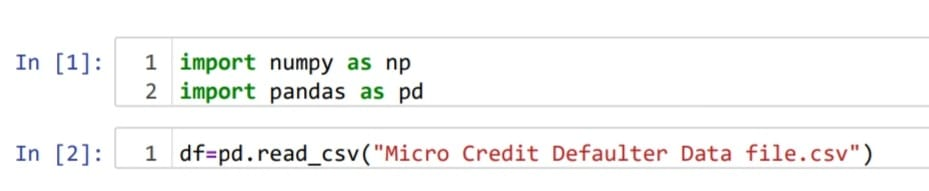 In [1]: 1 import numpy as np
2 import pandas as pd
In [2]: 1 df=pd.read_csv("Micro Credit Defaulter Data file.csv")